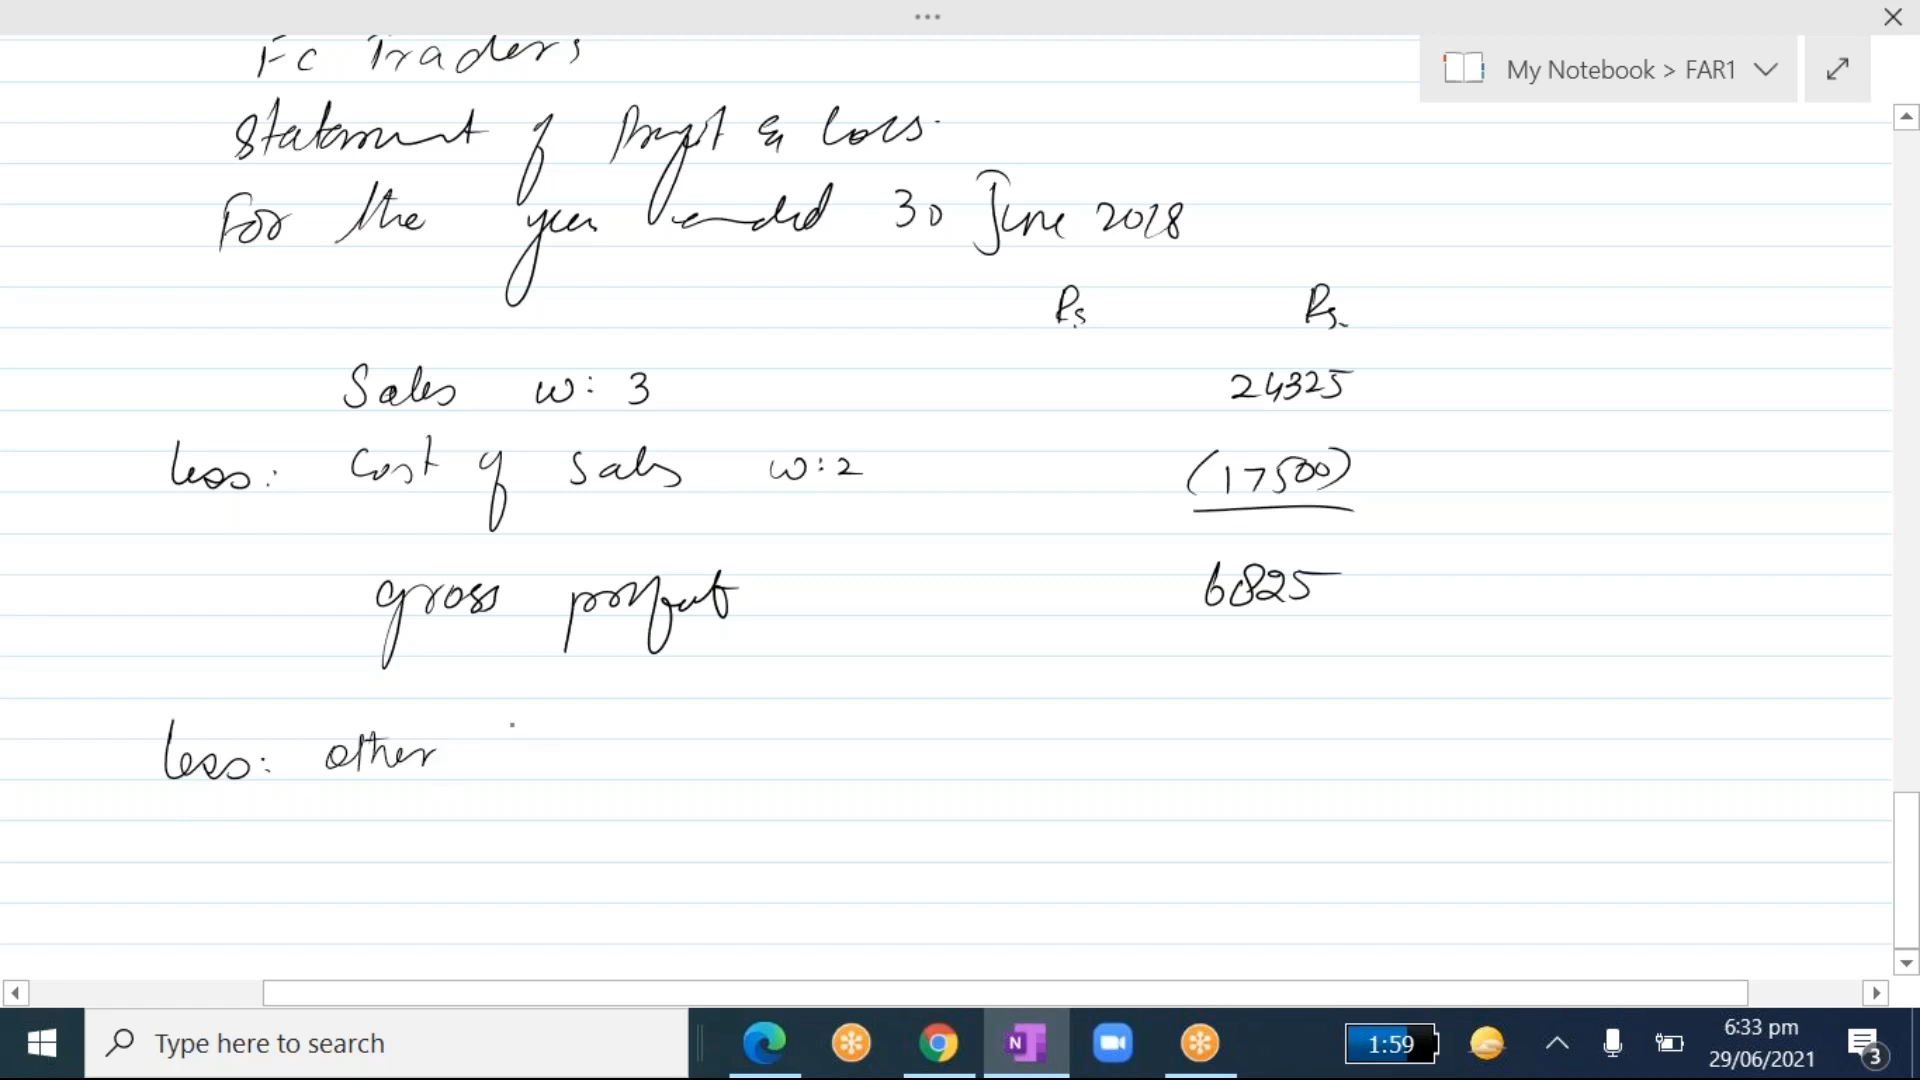 FC Traders
My Notebook > FAR1
Statement of Profit & Loss.
For the year ended 30 June 2018
Rs Rs.
Sales W: 3 24325
less: Cost of Sales W:2 (17500)
gross profit 6825
less: other
Type here to search
N
1:59
6:33 pm
29/06/2021
3